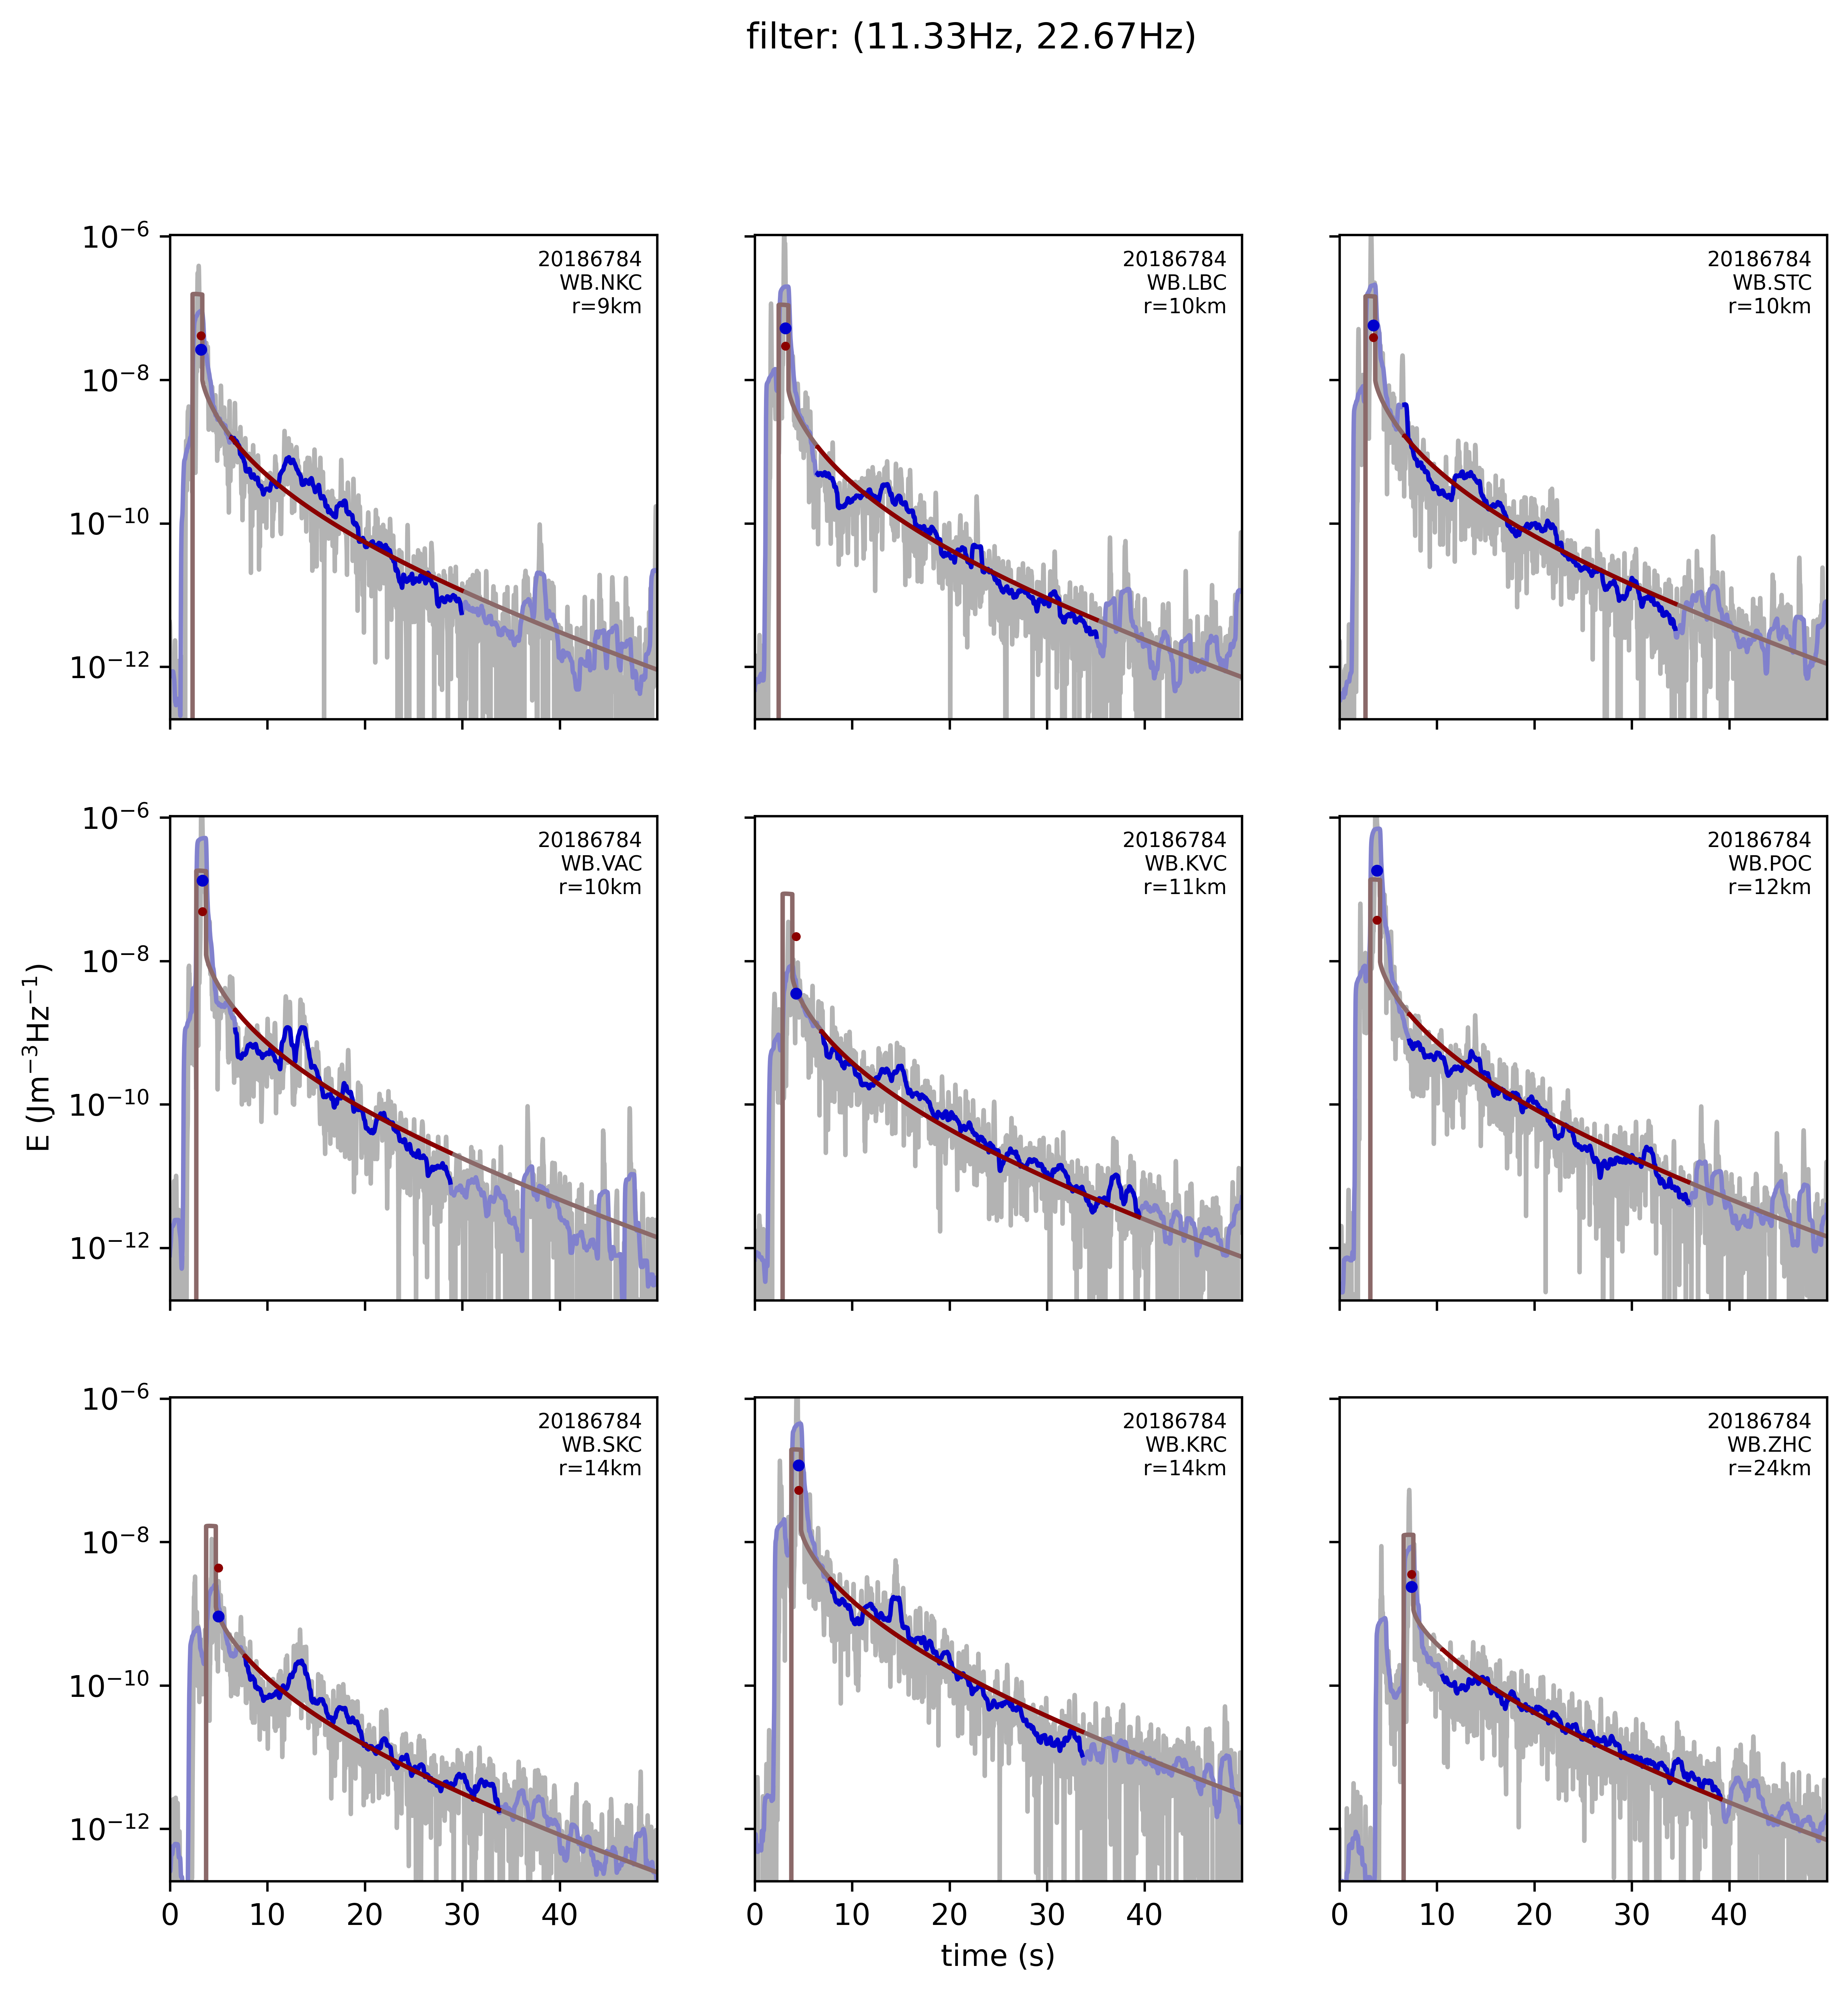 filter: (11.33Hz, 22.67Hz)
10⁻⁶
10⁻⁸
10⁻¹⁰
10⁻¹²
20186784
WB.NKC
r=9km
20186784
WB.LBC
r=10km
20186784
WB.STC
r=10km
E (Jm⁻³Hz⁻¹)
10⁻⁶
10⁻⁸
10⁻¹⁰
10⁻¹²
20186784
WB.VAC
r=10km
20186784
WB.KVC
r=11km
20186784
WB.POC
r=12km
10⁻⁶
10⁻⁸
10⁻¹⁰
10⁻¹²
20186784
WB.SKC
r=14km
20186784
WB.KRC
r=14km
20186784
WB.ZHC
r=24km
0 10 20 30 40
0 10 20 30 40
0 10 20 30 40
time (s)